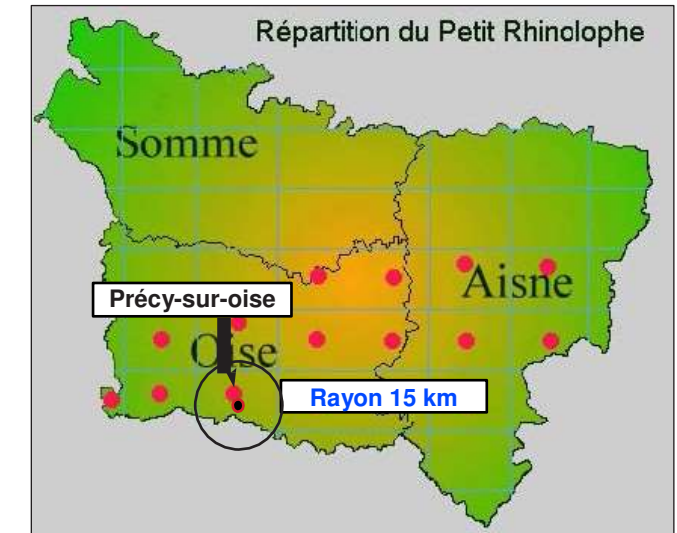 Répartition du Petit Rhinolophe
Somme
Aisne
Précy-sur-oise
Oise
Rayon 15 km